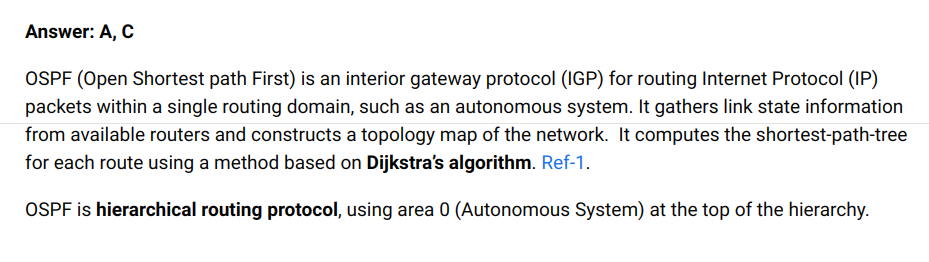 Answer: A, C
OSPF (Open Shortest path First) is an interior gateway protocol (IGP) for routing Internet Protocol (IP)
packets within a single routing domain, such as an autonomous system. It gathers link state information
from available routers and constructs a topology map of the network.  It computes the shortest-path-tree
for each route using a method based on Dijkstra's algorithm. Ref-1.
OSPF is hierarchical routing protocol, using area 0 (Autonomous System) at the top of the hierarchy.